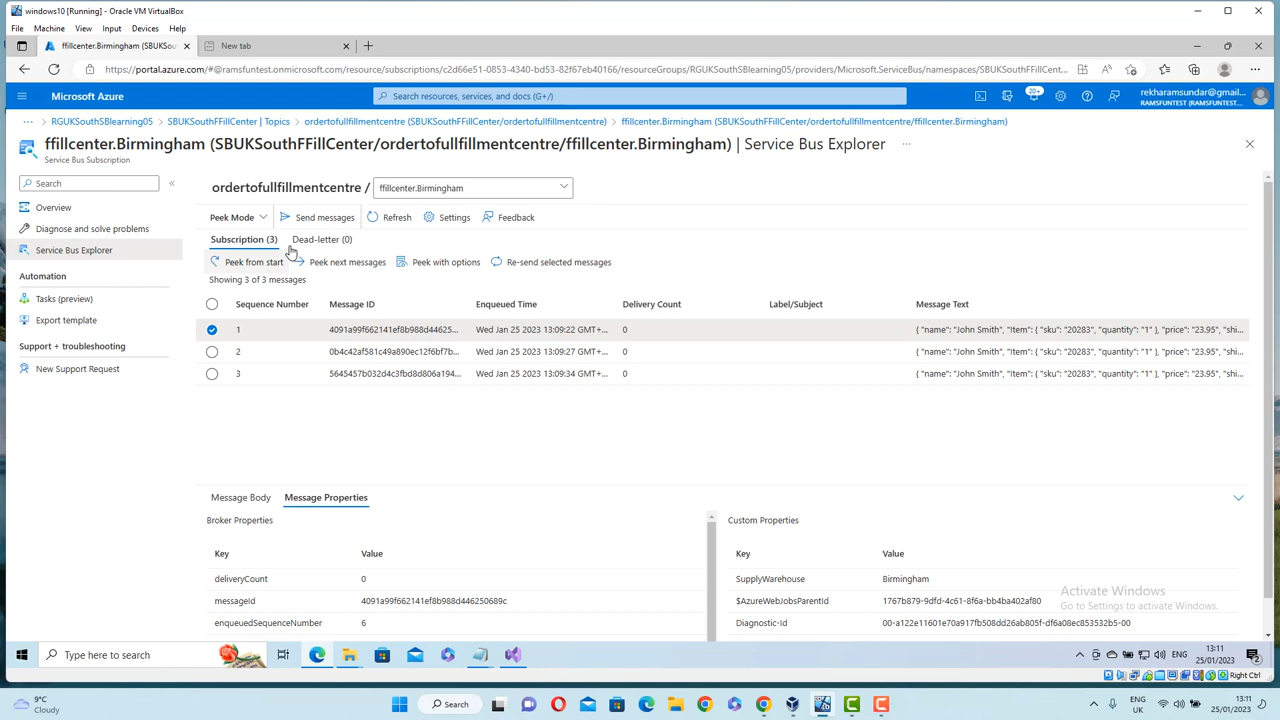 windows10 [Running] - Oracle VM VirtualBox
File Machine View Input Devices Help
ffillcenter.Birmingham (SBUKSou New tab
https://portal.azure.com/#@ramsfuntest.onmicrosoft.com/resource/subscriptions/c2d66e51-0853-4340-bd53-82f67eb40166/resourceGroups/RGUKSouthSBlearning05/providers/Microsoft.ServiceBus/namespaces/SBUKSouthFFillCent...
Microsoft Azure Search resources, services, and docs (G+/) 20+ rekharamsundar@gmail...
RAMSFUNTEST (RAMSFUNTEST...
... > RGUKSouthSBlearning05 > SBUKSouthFFillCenter | Topics > ordertofullfillmentcentre (SBUKSouthFFillCenter/ordertofullfillmentcentre) > ffillcenter.Birmingham (SBUKSouthFFillCenter/ordertofullfillmentcentre/ffillcenter.Birmingham) >
ffillcenter.Birmingham (SBUKSouthFFillCenter/ordertofullfillmentcentre/ffillcenter.Birmingham) | Service Bus Explorer ...
Service Bus Subscription
Search
Overview
Diagnose and solve problems
Service Bus Explorer
Automation
Tasks (preview)
Export template
Support + troubleshooting
New Support Request
ordertofullfillmentcentre / ffillcenter.Birmingham
Peek Mode Send messages Refresh Settings Feedback
Subscription (3) Dead-letter (0)
Peek from start Peek next messages Peek with options Re-send selected messages
Showing 3 of 3 messages
Sequence Number Message ID Enqueued Time Delivery Count Label/Subject Message Text
1 4091a99f662141ef8b988d44625... Wed Jan 25 2023 13:09:22 GMT+... 0 { "name": "John Smith", "Item": { "sku": "20283", "quantity": "1" }, "price": "23.95", "shi...
2 0b4c42af581c49a890ec12f6bf7b... Wed Jan 25 2023 13:09:27 GMT+... 0 { "name": "John Smith", "Item": { "sku": "20283", "quantity": "1" }, "price": "23.95", "shi...
3 5645457b032d4c3fbd8d806a194... Wed Jan 25 2023 13:09:34 GMT+... 0 { "name": "John Smith", "Item": { "sku": "20283", "quantity": "1" }, "price": "23.95", "shi...
Message Body Message Properties
Broker Properties Custom Properties
Key Value Key Value
deliveryCount 0 SupplyWarehouse Birmingham
messageId 4091a99f662141ef8b988d446250689c $AzureWebJobsParentId 1767b879-9dfd-4c61-8f6a-bb4ba402af80
enqueuedSequenceNumber 6 Diagnostic-Id 00-a122e11601e70a917fb508dd26ab805f-df6a08ec853532b5-00
Activate Windows
Go to Settings to activate Windows.
Type here to search ENG 13:11
25/01/2023 2
Right Ctrl
9°C
Cloudy
Search
ENG
UK
13:11
25/01/2023